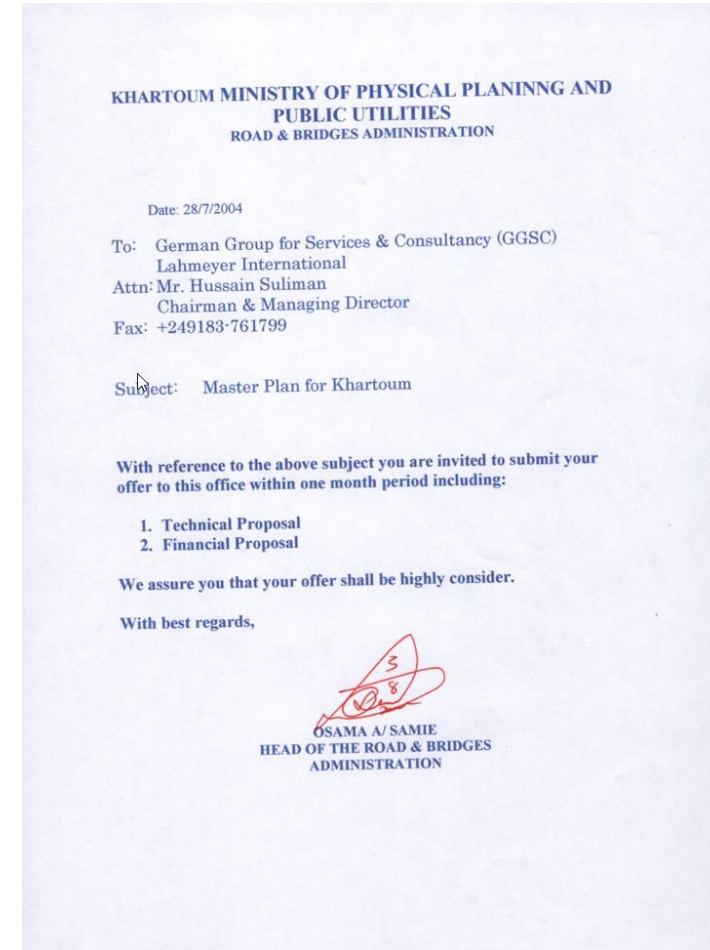 KHARTOUM MINISTRY OF PHYSICAL PLANINNG AND
PUBLIC UTILITIES
ROAD & BRIDGES ADMINISTRATION
Date: 28/7/2004
To: German Group for Services & Consultancy (GGSC)
Lahmeyer International
Attn: Mr. Hussain Suliman
Chairman & Managing Director
Fax: +249183-761799
Subject: Master Plan for Khartoum
With reference to the above subject you are invited to submit your
offer to this office within one month period including:
1. Technical Proposal
2. Financial Proposal
We assure you that your offer shall be highly consider.
With best regards,
3
8
OSAMA A/ SAMIE
HEAD OF THE ROAD & BRIDGES
ADMINISTRATION